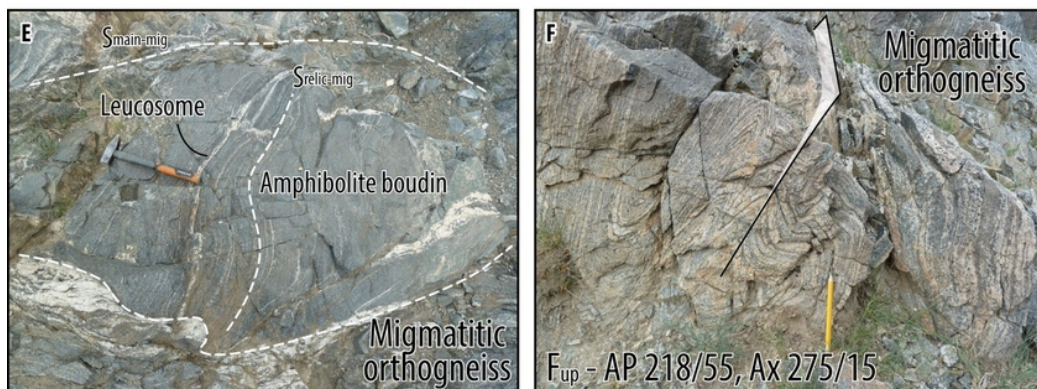 E
Smain-mig
Srelic-mig
Leucosome
Amphibolite boudin
Migmatitic
orthogneiss
F
Migmatitic
orthogneiss
Fup - AP 218/55, Ax 275/15